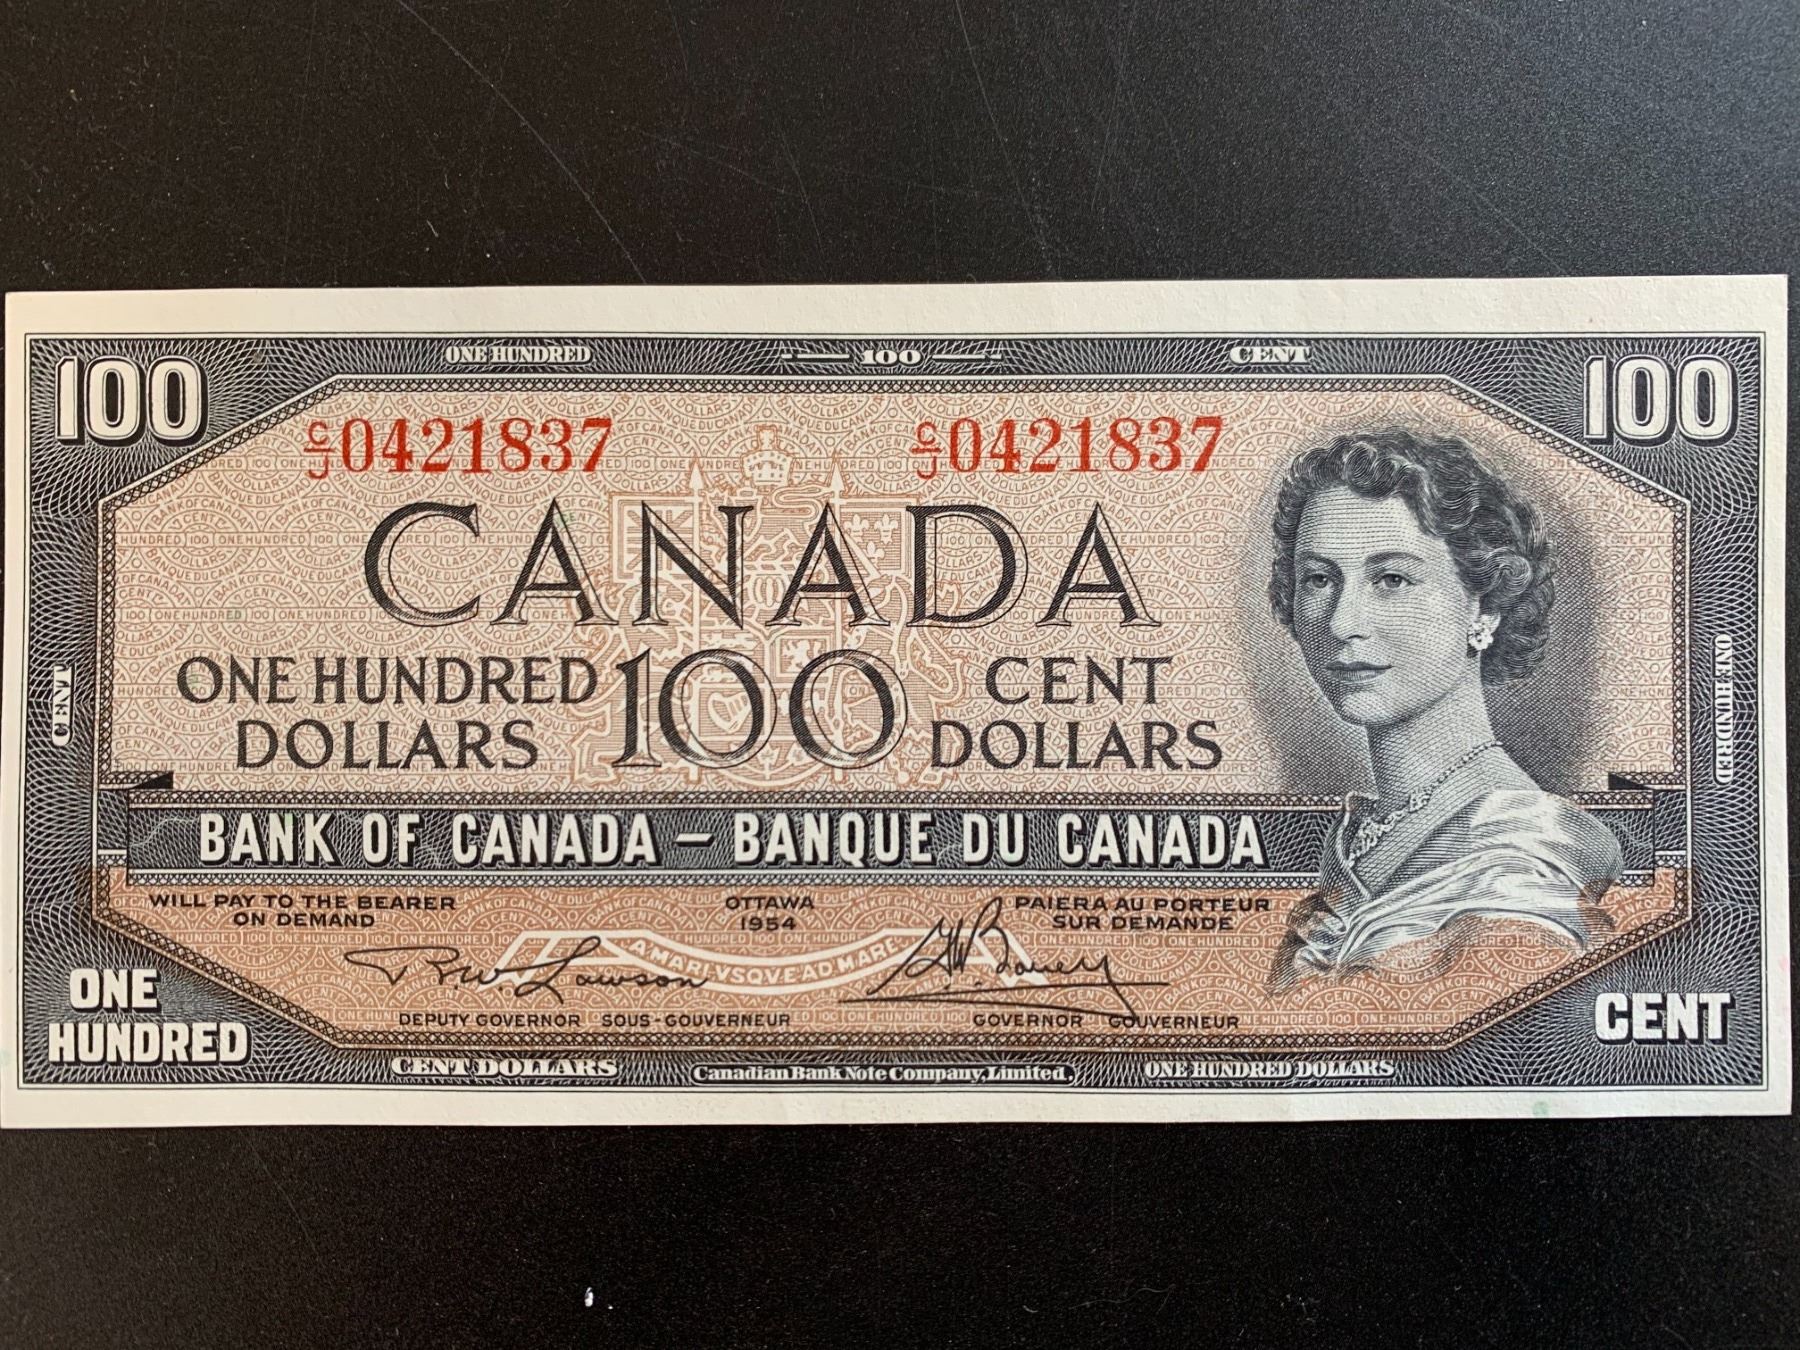 ONE HUNDRED 100 CENT
100 100
C/J 0421837 C/J 0421837
CANADA
ONE HUNDRED 100 CENT
DOLLARS DOLLARS
CENT
ONE HUNDRED
BANK OF CANADA – BANQUE DU CANADA
WILL PAY TO THE BEARER OTTAWA PAIERA AU PORTEUR
ON DEMAND 1954 SUR DEMANDE
A·MARI·VSQVE·AD·MARE·
R.W. Lawson G.K. Bouey
DEPUTY GOVERNOR SOUS-GOUVERNEUR GOVERNOR GOUVERNEUR
ONE CENT
HUNDRED
CENT DOLLARS Canadian Bank Note Company, Limited. ONE HUNDRED DOLLARS